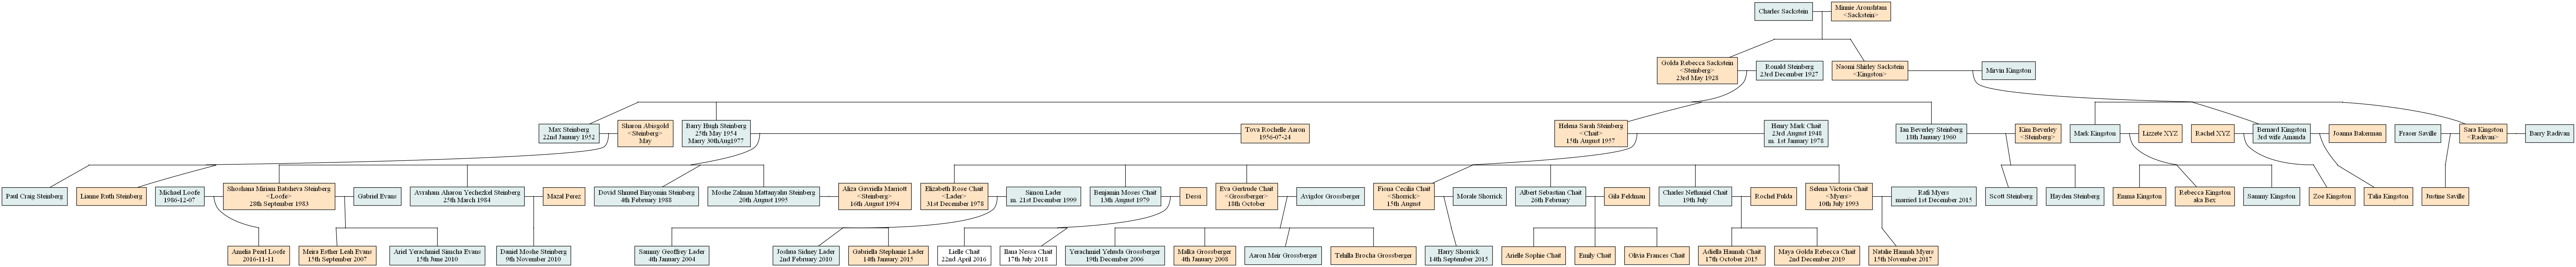 Charles Sackstein
Minnie Aronshtam
<Sackstein>
Golda Rebecca Sackstein
<Steinberg>
23rd May 1928
Ronald Steinberg
23rd December 1927
Naomi Shirley Sackstein
<Kingston>
Mirvin Kingston
Max Steinberg
22nd January 1952
Sharon Abisgold
<Steinberg>
May
Barry Hugh Steinberg
25th May 1954
Marry 30thAug1977
Tova Rochelle Aaron
1956-07-24
Helena Sarah Steinberg
<Chait>
15th August 1957
Henry Mark Chait
23rd August 1948
m. 1st January 1978
Ian Beverley Steinberg
18th January 1960
Kim Beverley
<Steinberg>
Mark Kingston
Lizzete XYZ
Rachel XYZ
Bernard Kingston
3rd wife Amanda
Joanna Bakerman
Fraser Saville
Sara Kingston
<Radivan>
Barry Radivan
Paul Craig Steinberg
Lianne Ruth Steinberg
Michael Loofe
1986-12-07
Shoshana Miriam Batsheva Steinberg
<Loofe>
28th September 1983
Gabriel Evans
Avraham Aharon Yechezkel Steinberg
25th March 1984
Mazal Perez
Dovid Shmuel Binyomin Steinberg
4th February 1988
Moshe Zalman Mattanyahu Steinberg
20th August 1995
Aliza Gavriella Marriott
<Steinberg>
16th August 1994
Elizabeth Rose Chait
<Lader>
31st December 1978
Simon Lader
m. 21st December 1999
Benjamin Moses Chait
13th August 1979
Dessi
Eva Gertrude Chait
<Grossberger>
18th October
Avigdor Grossberger
Fiona Cecilia Chait
<Shorrick>
15th August
Morale Shorrick
Albert Sebastian Chait
26th February
Gila Feldman
Charles Nethaniel Chait
19th July
Rochel Fulda
Selena Victoria Chait
<Myers>
10th July 1993
Rafi Myers
married 1st December 2015
Scott Steinberg
Hayden Steinberg
Emma Kingston
Rebecca Kingston
aka Bex
Sammy Kingston
Zoe Kingston
Talia Kingston
Justine Saville
Amelia Pearl Loofe
2016-11-11
Meira Esther Leah Evans
15th September 2007
Ariel Yerachmiel Simcha Evans
15th June 2010
Daniel Moshe Steinberg
9th November 2010
Sammy Geoffrey Lader
4th January 2004
Joshua Sidney Lader
2nd February 2010
Gabriella Stephanie Lader
14th January 2015
Lielle Chait
22nd April 2016
Ilana Nessa Chait
17th July 2018
Yerachmiel Yehuda Grossberger
19th December 2006
Malka Grossberger
4th January 2008
Aaron Meir Grossberger
Tehilla Brocha Grossberger
Harry Shorrick
14th September 2015
Arielle Sophie Chait
Emily Chait
Olivia Frances Chait
Adiella Hannah Chait
17th October 2015
Maya Golda Rebecca Chait
2nd December 2019
Natalie Hannah Myers
15th November 2017